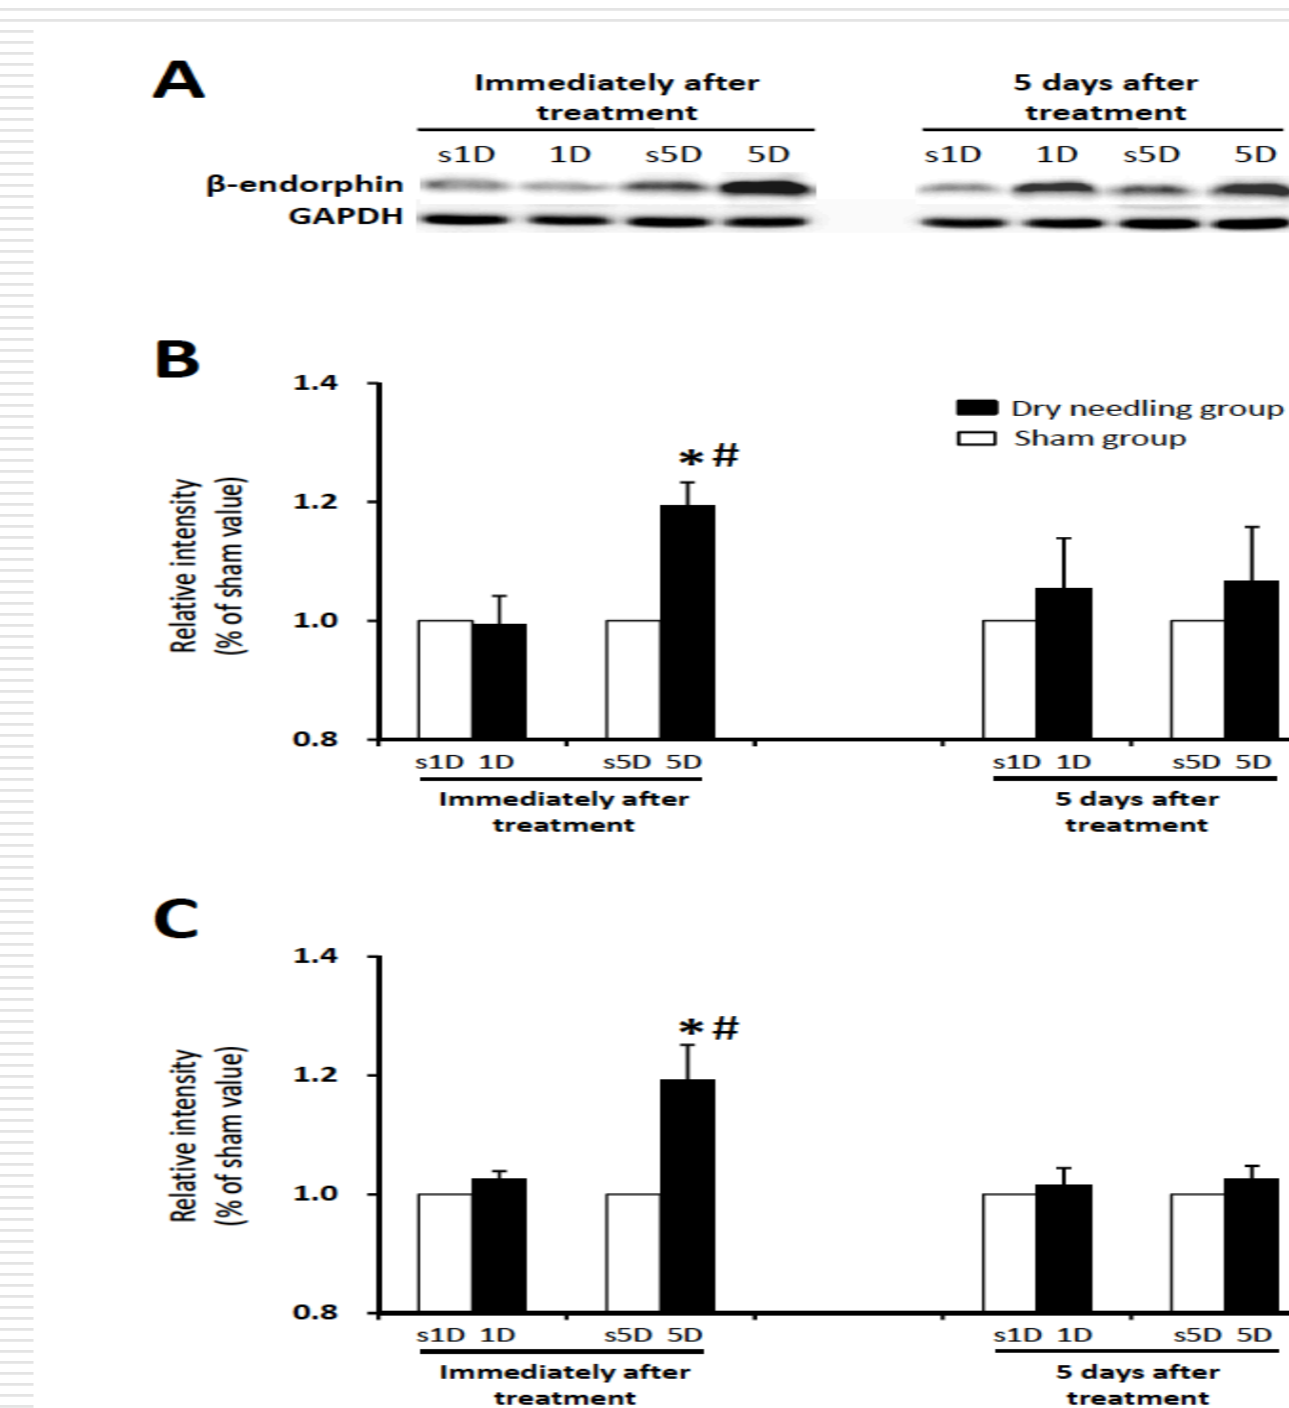 A
Immediately after
treatment
5 days after
treatment
s1D 1D s5D 5D
s1D 1D s5D 5D
β-endorphin
GAPDH
B
Relative intensity
(% of sham value)
1.4
1.2
1.0
0.8
* #
Dry needling group
Sham group
s1D 1D s5D 5D
s1D 1D s5D 5D
Immediately after
treatment
5 days after
treatment
C
Relative intensity
(% of sham value)
1.4
1.2
1.0
0.8
* #
s1D 1D s5D 5D
s1D 1D s5D 5D
Immediately after
treatment
5 days after
treatment